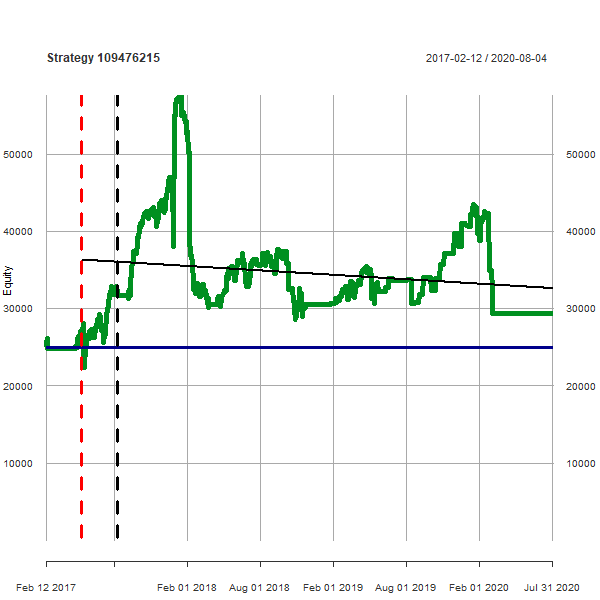 Strategy 109476215
2017-02-12 / 2020-08-04
50000
50000
40000
40000
Equity
30000
30000
20000
20000
10000
10000
Feb 12 2017
Feb 01 2018
Aug 01 2018
Feb 01 2019
Aug 01 2019
Feb 01 2020
Jul 31 2020